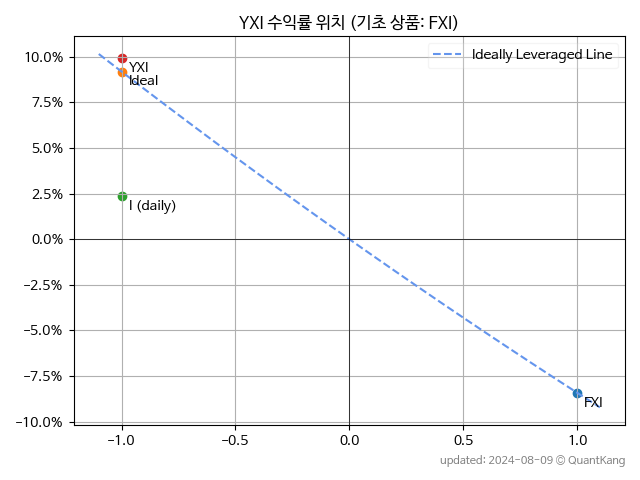 YXI 수익률 위치 (기초 상품: FXI)
Ideally Leveraged Line
10.0%
7.5%
5.0%
2.5%
0.0%
−2.5%
−5.0%
−7.5%
−10.0%
YXI
Ideal
I (daily)
FXI
−1.0 −0.5 0.0 0.5 1.0
updated: 2024-08-09 © QuantKang